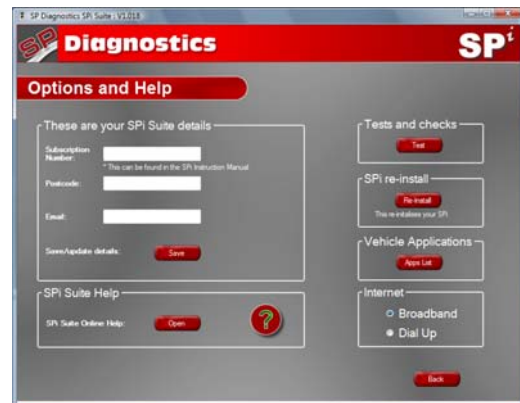 SP Diagnostics SPi Suite : V1.018
SP Diagnostics
SPi
Options and Help
These are your SPi Suite details
Subscription
Number:
* This can be found in the SPi Instruction Manual
Postcode:
Email:
Save/update details:
Save
SPi Suite Help
SPi Suite Online Help:
Open
?
Tests and checks
Test
SPi re-install
Re-install
This re-initialises your SPi
Vehicle Applications
Apps List
Internet
Broadband
Dial Up
Back